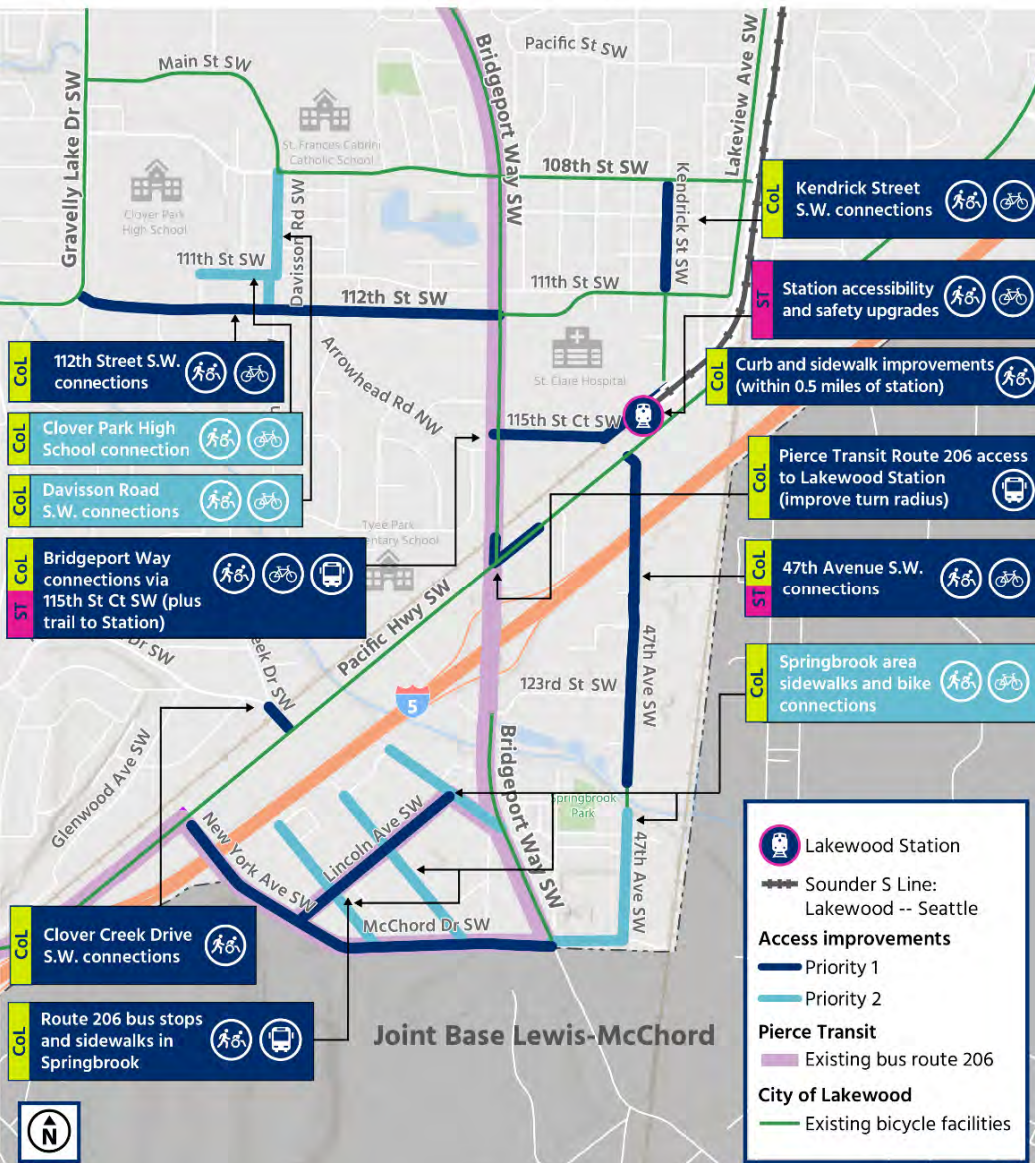 Main St SW
Bridgeport Way SW
Pacific St SW
Lakeview Ave SW
Gravelly Lake Dr SW
St. Frances Cabrini
Catholic School
108th St SW
Kendrick St SW
Clover Park
High School
Davisson Rd SW
111th St SW
112th St SW
111th St SW
CoL
Kendrick Street
S.W. connections
ST
Station accessibility
and safety upgrades
CoL
Curb and sidewalk improvements
(within 0.5 miles of station)
CoL
112th Street S.W.
connections
Arrowhead Rd NW
St. Clare Hospital
115th St Ct SW
CoL
Clover Park High
School connection
CoL
Pierce Transit Route 206 access
to Lakewood Station
(improve turn radius)
CoL
Davisson Road
S.W. connections
Tyee Park
entary School
CoL
ST
Bridgeport Way
connections via
115th St Ct SW (plus
trail to Station)
CoL
ST
47th Avenue S.W.
connections
Pacific Hwy SW
Dr SW
eek Dr SW
47th Ave SW
123rd St SW
5
CoL
Springbrook area
sidewalks and bike
connections
Glenwood Ave SW
Bridgeport Way SW
Springbrook
Park
New York Ave SW
Lincoln Ave SW
47th Ave SW
McChord Dr SW
CoL
Clover Creek Drive
S.W. connections
CoL
Route 206 bus stops
and sidewalks in
Springbrook
Joint Base Lewis-McChord
Lakewood Station
Sounder S Line:
Lakewood -- Seattle
Access improvements
Priority 1
Priority 2
Pierce Transit
Existing bus route 206
City of Lakewood
Existing bicycle facilities
N